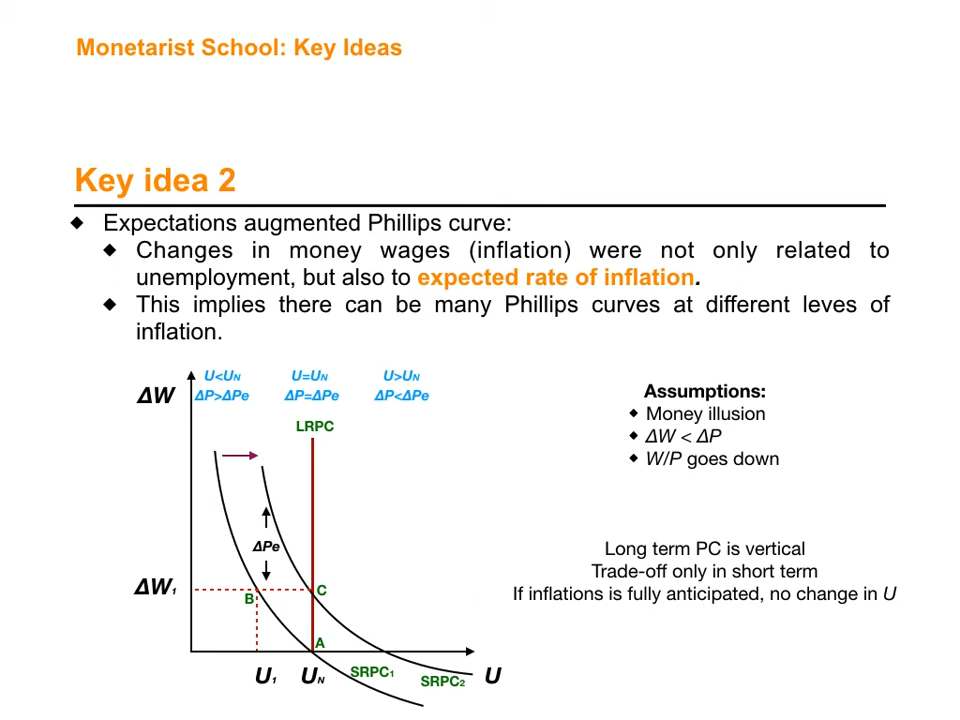 Monetarist School: Key Ideas
Key idea 2
◆ Expectations augmented Phillips curve:
◆ Changes in money wages (inflation) were not only related to
unemployment, but also to expected rate of inflation.
◆ This implies there can be many Phillips curves at different leves of
inflation.
U<UN U=UN U>UN
ΔW ΔP>ΔPe ΔP=ΔPe ΔP<ΔPe
LRPC
Assumptions:
◆ Money illusion
◆ ΔW < ΔP
◆ W/P goes down
ΔPe
Long term PC is vertical
Trade-off only in short term
If inflations is fully anticipated, no change in U
ΔW1
B
C
A
U1 UN SRPC1 SRPC2 U